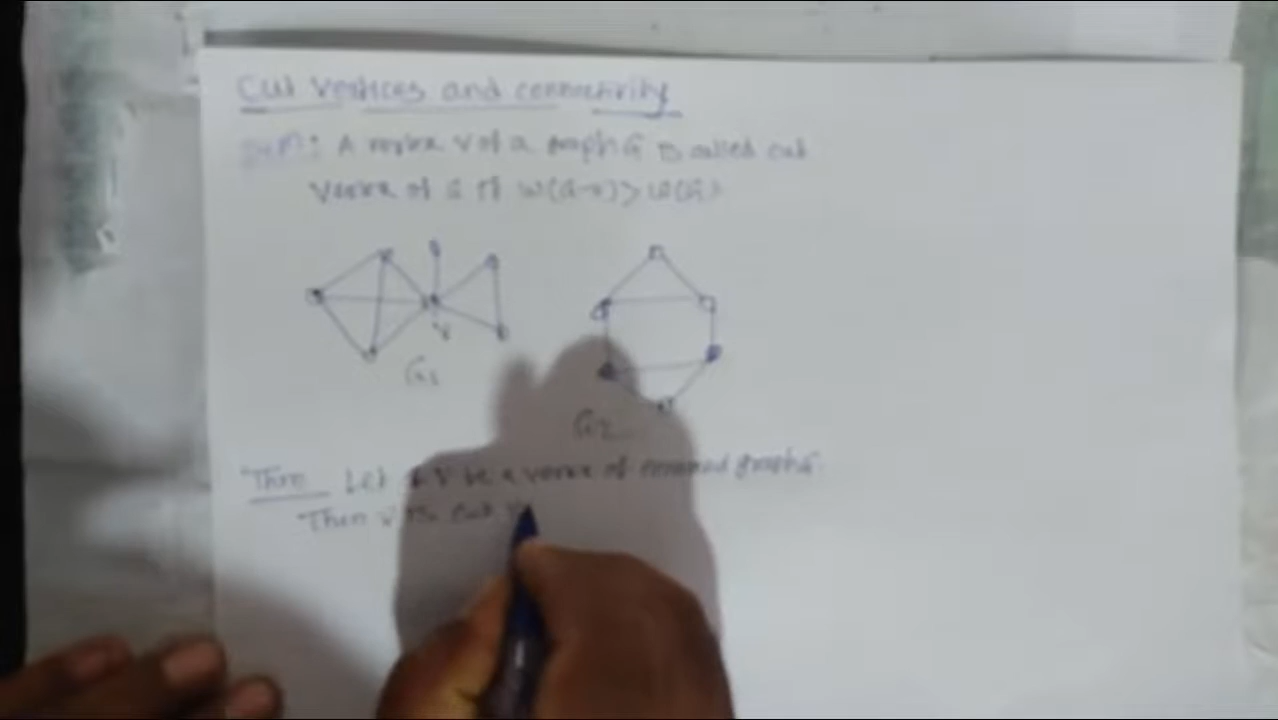 Cut vertices and connectivity
Defn: A vertex v of a graph G is called cut
vertex of G if w(G-v) > w(G)
v
G1
G2
Thm Let v be a vertex of connected graph G.
Then v is cut